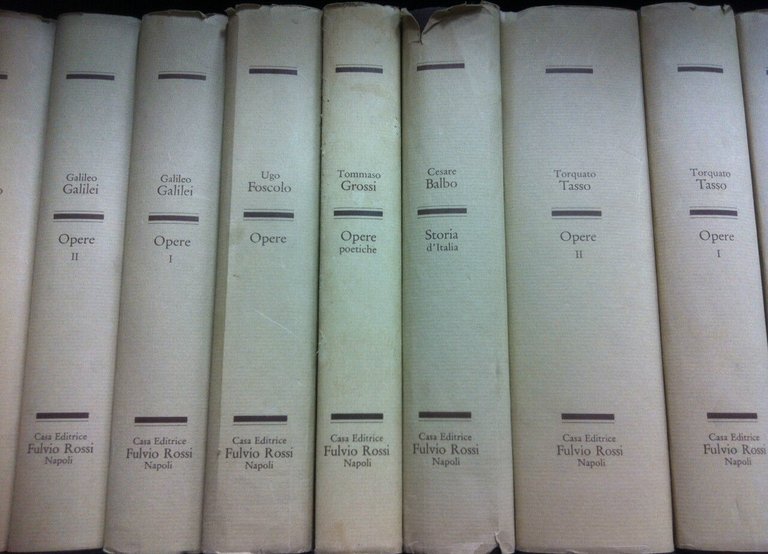 Galileo
Galilei
Opere
II
Casa Editrice
Fulvio Rossi
Napoli
Galileo
Galilei
Opere
I
Casa Editrice
Fulvio Rossi
Napoli
Ugo
Foscolo
Opere
Casa Editrice
Fulvio Rossi
Napoli
Tommaso
Grossi
Opere
poetiche
Casa Editrice
Fulvio Rossi
Napoli
Cesare
Balbo
Storia
d'Italia
Casa Editrice
Fulvio Rossi
Napoli
Torquato
Tasso
Opere
II
Casa Editrice
Fulvio Rossi
Napoli
Torquato
Tasso
Opere
I
Casa Editrice
Fulvio Rossi
Napoli